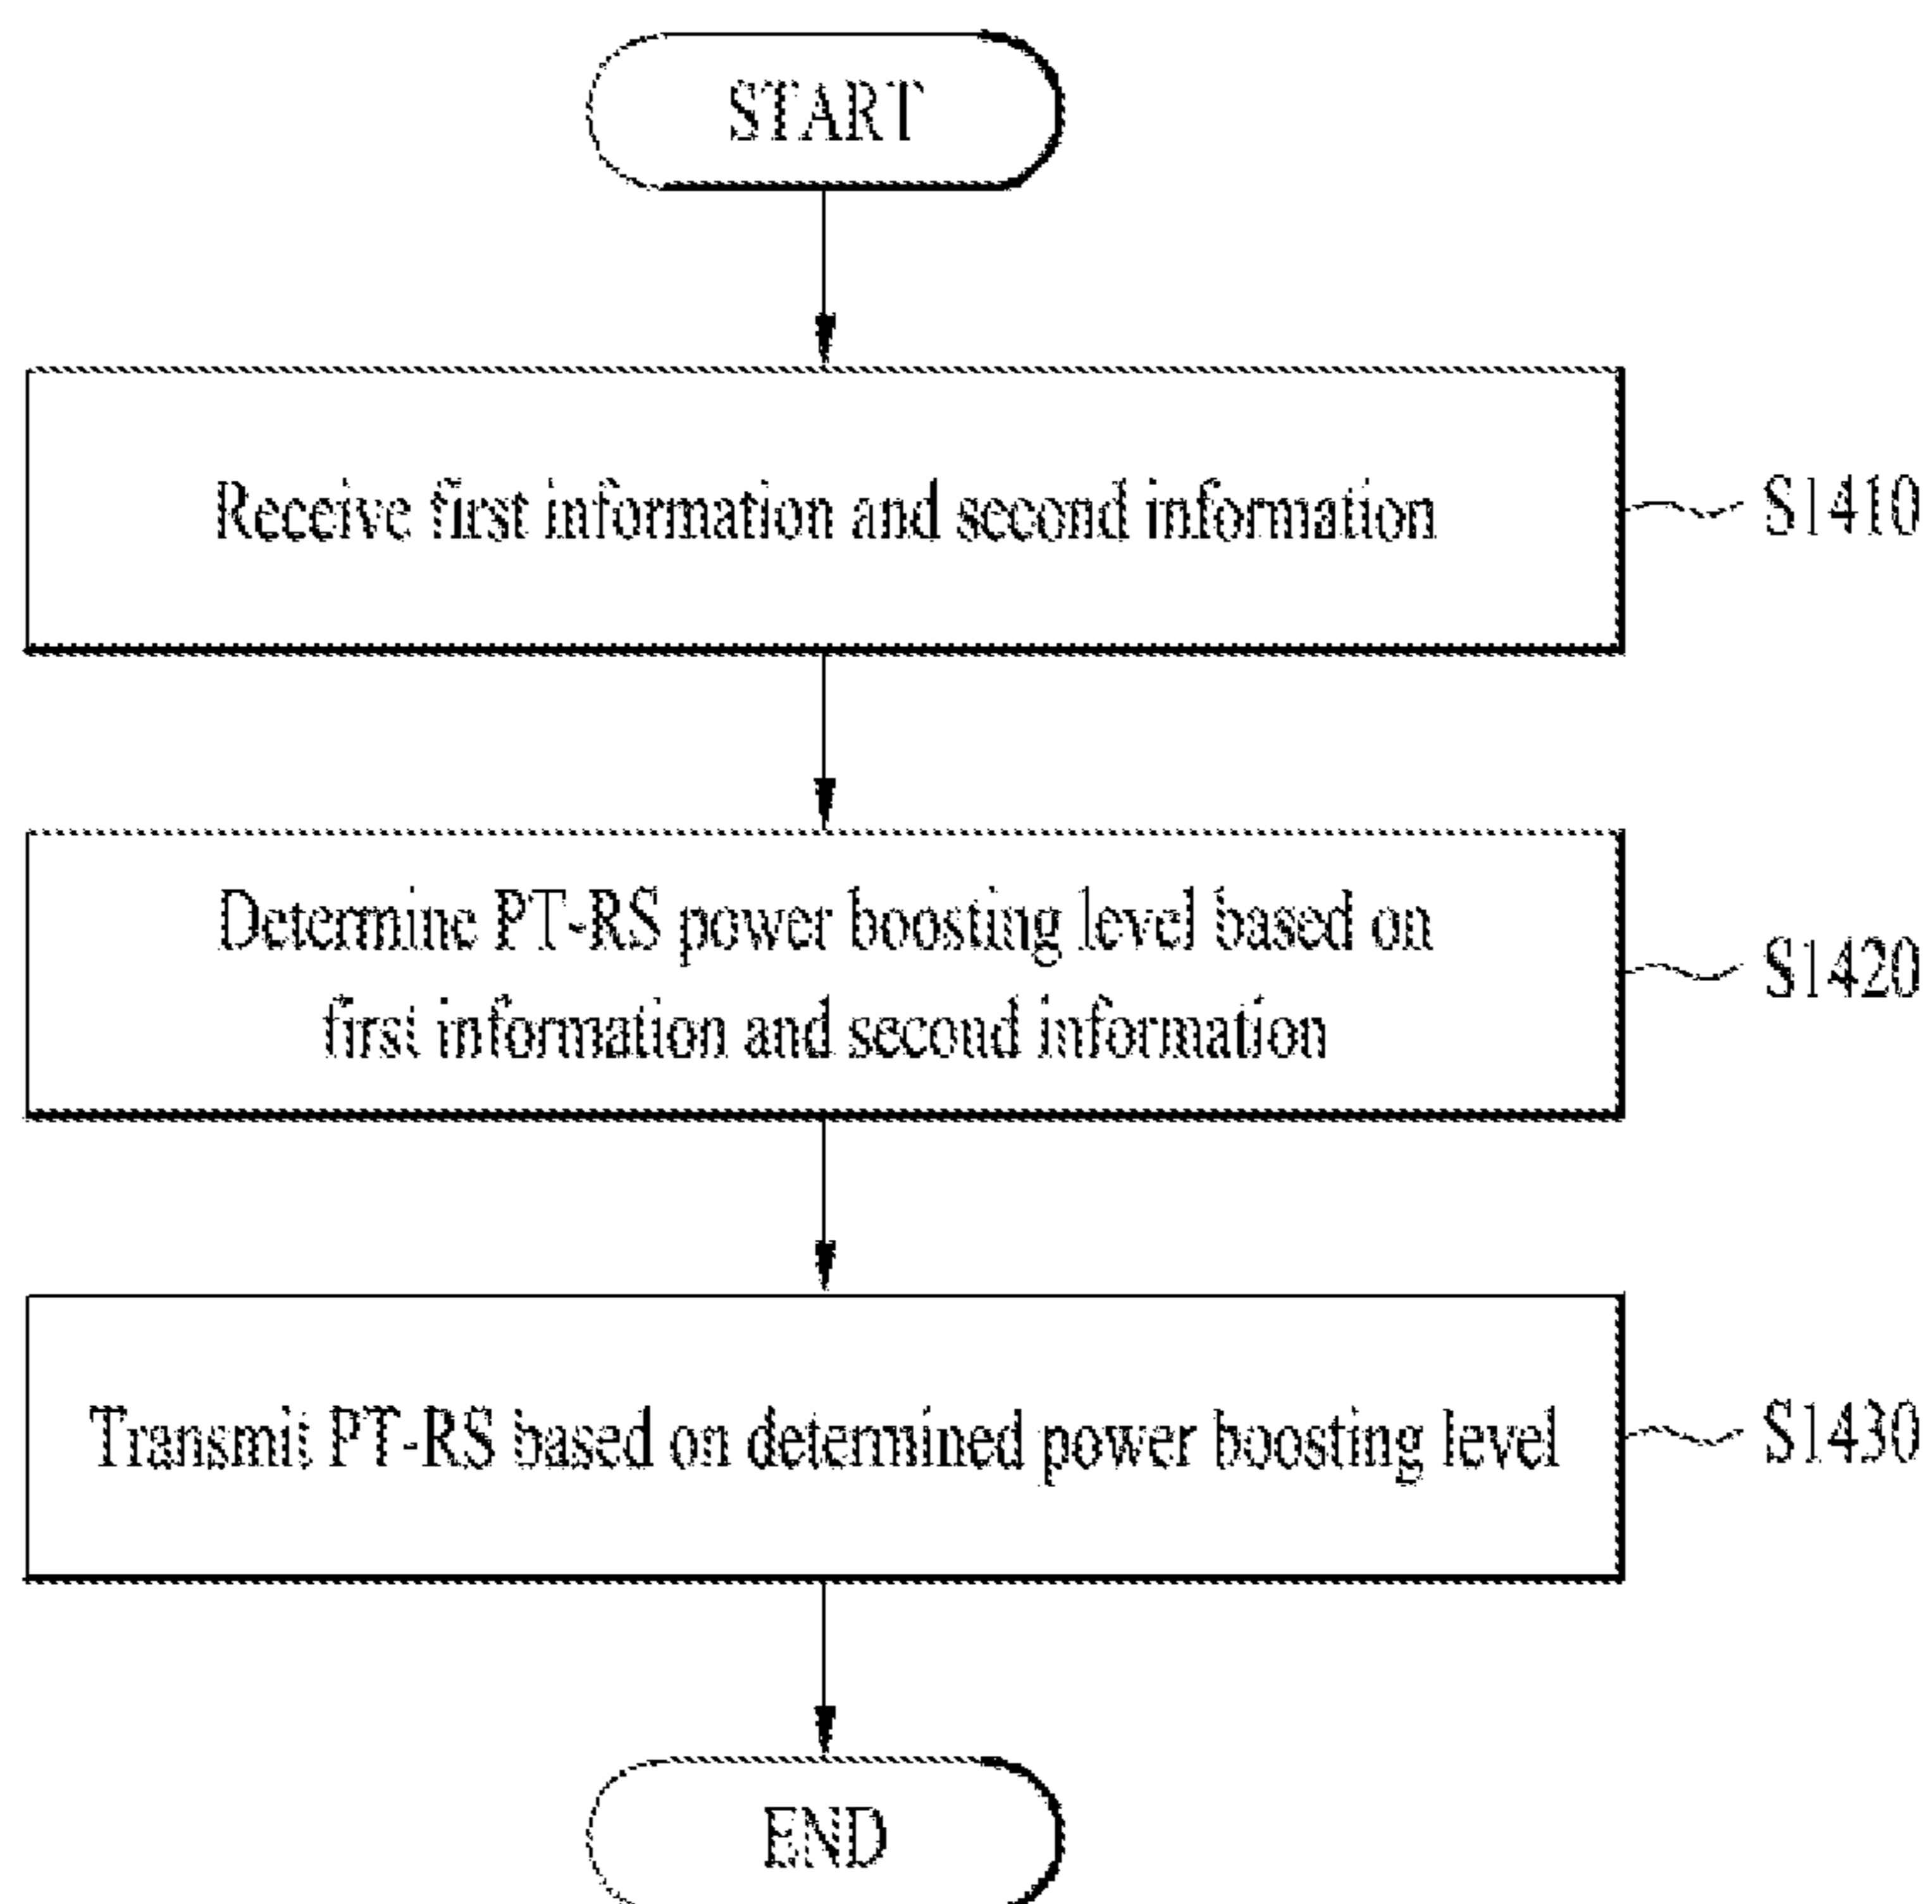 START
Receive first information and second information
S1410
Determine PT-RS power boosting level based on
first information and second information
S1420
Transmit PT-RS based on determined power boosting level
S1430
END